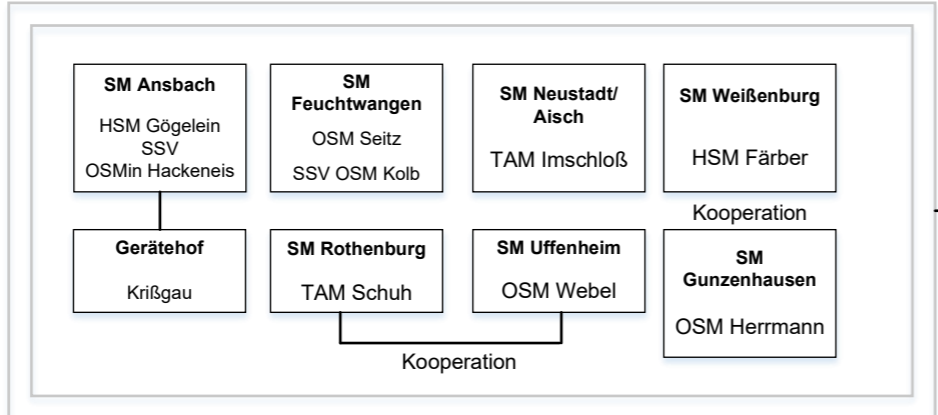 SM Ansbach
HSM Gögelein
SSV
OSMin Hackeneis
SM
Feuchtwangen
OSM Seitz
SSV OSM Kolb
SM Neustadt/
Aisch
TAM Imschloß
SM Weißenburg
HSM Färber
Kooperation
Gerätehof
Krißgau
SM Rothenburg
TAM Schuh
SM Uffenheim
OSM Webel
SM
Gunzenhausen
OSM Herrmann
Kooperation